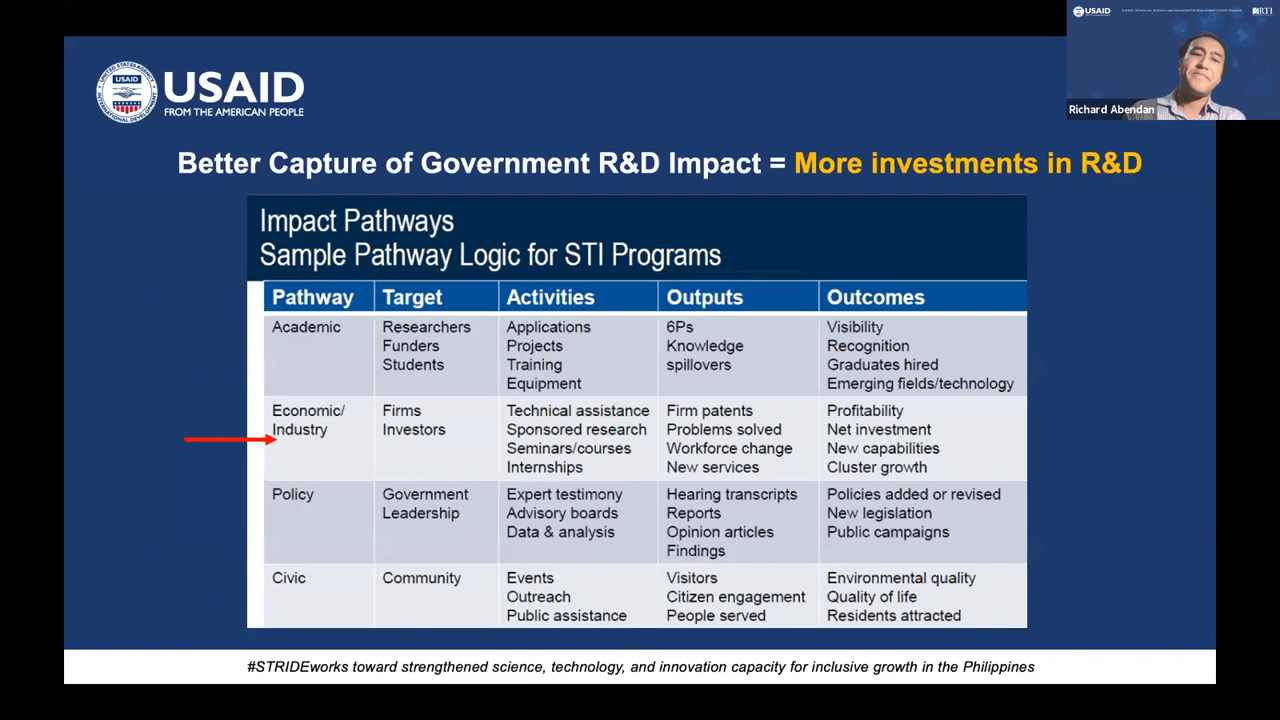 USAID
FROM THE AMERICAN PEOPLE
USAID
RTI
Richard Abendan
Better Capture of Government R&D Impact = More investments in R&D
Impact Pathways
Sample Pathway Logic for STI Programs
Pathway Target Activities Outputs Outcomes
Academic
Researchers
Funders
Students
Applications
Projects
Training
Equipment
6Ps
Knowledge
spillovers
Visibility
Recognition
Graduates hired
Emerging fields/technology
Economic/
Industry
Firms
Investors
Technical assistance
Sponsored research
Seminars/courses
Internships
Firm patents
Problems solved
Workforce change
New services
Profitability
Net investment
New capabilities
Cluster growth
Policy
Government
Leadership
Expert testimony
Advisory boards
Data & analysis
Hearing transcripts
Reports
Opinion articles
Findings
Policies added or revised
New legislation
Public campaigns
Civic
Community
Events
Outreach
Public assistance
Visitors
Citizen engagement
People served
Environmental quality
Quality of life
Residents attracted
#STRIDEworks toward strengthened science, technology, and innovation capacity for inclusive growth in the Philippines